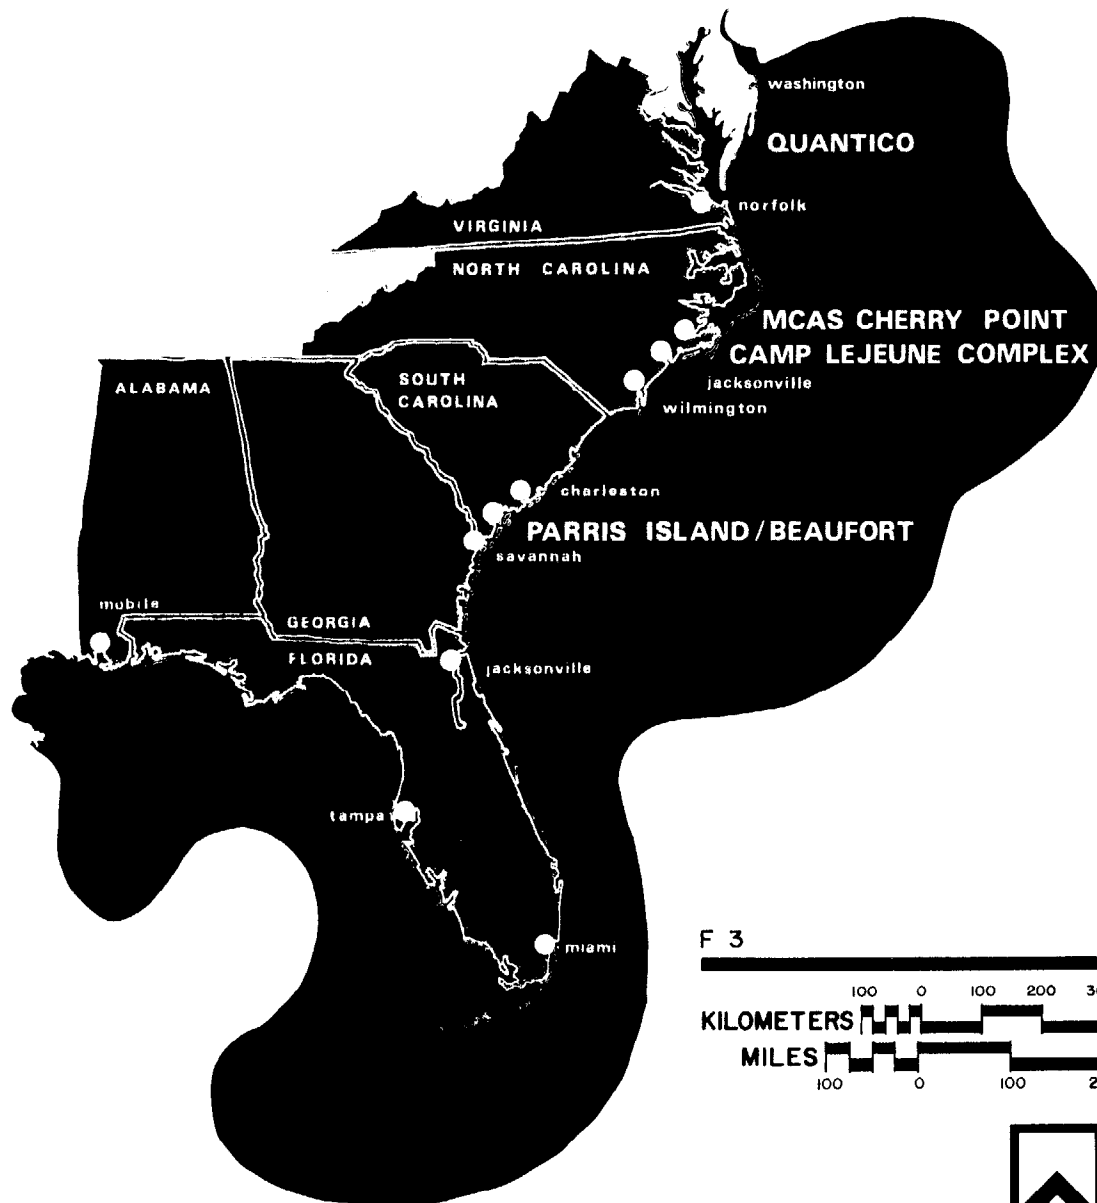 washington
QUANTICO
norfolk
VIRGINIA
NORTH CAROLINA
MCAS CHERRY POINT
CAMP LEJEUNE COMPLEX
ALABAMA
SOUTH
CAROLINA
jacksonville
wilmington
charleston
PARRIS ISLAND/BEAUFORT
savannah
mobile
GEORGIA
FLORIDA
jacksonville
tampa
miami
F 3
100 0 100 200
KILOMETERS
MILES
100 0 100